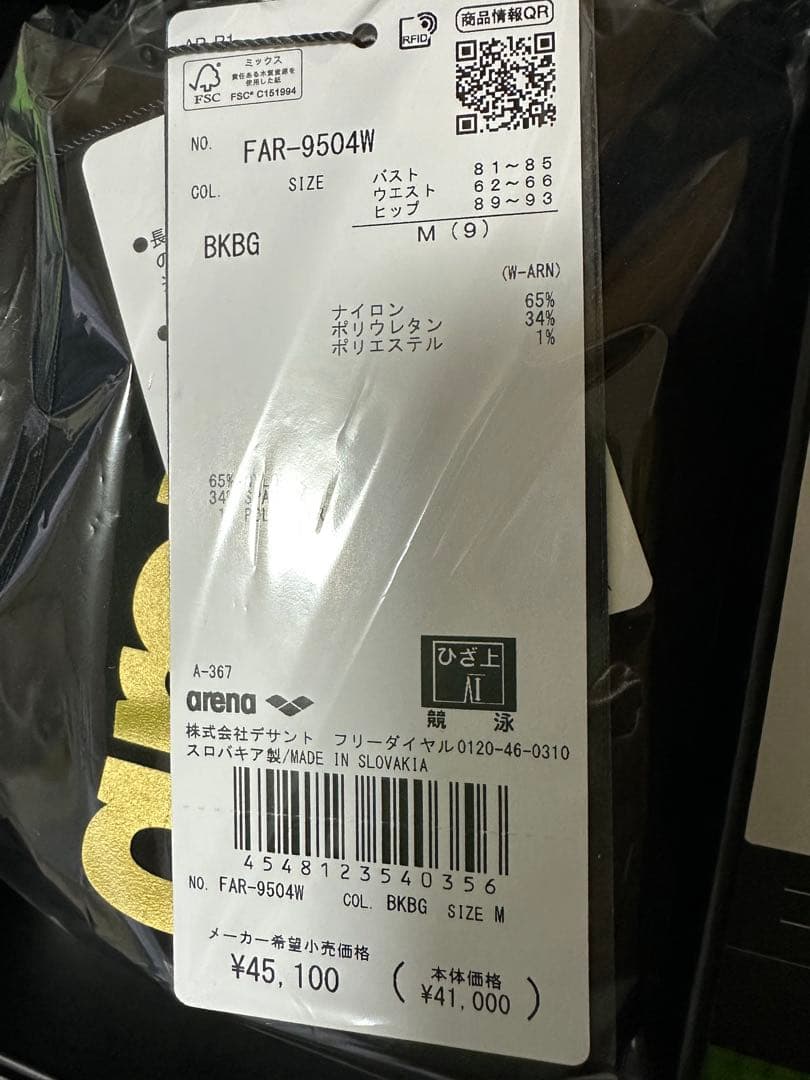 RFID
商品情報QR
ミックス
責任ある木質資源を
使用した紙
FSC
FSC® C151994
NO. FAR-9504W
COL. SIZE
バスト 81～85
ウエスト 62～66
ヒップ 89～93
BKBG
M (9)
(W-ARN)
ナイロン 65%
ポリウレタン 34%
ポリエステル 1%
65%
34%
ひざ上
競 泳
A-367
arena
株式会社デサント フリーダイヤル0120-46-0310
スロバキア製/MADE IN SLOVAKIA
4548123540356
NO. FAR-9504W COL. BKBG SIZE M
メーカー希望小売価格
¥45,100
(本体価格
¥41,000)